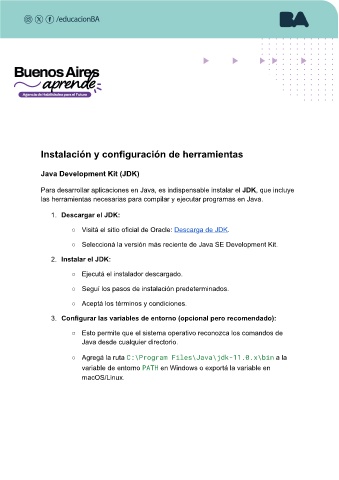 /educacionBA
BA
Buenos Aires
aprende
Agencia de Habilidades para el Futuro
Instalación y configuración de herramientas
Java Development Kit (JDK)
Para desarrollar aplicaciones en Java, es indispensable instalar el JDK, que incluye
las herramientas necesarias para compilar y ejecutar programas en Java.
1. Descargar el JDK:
○ Visitá el sitio oficial de Oracle: Descarga de JDK.
○ Seleccioná la versión más reciente de Java SE Development Kit.
2. Instalar el JDK:
○ Ejecutá el instalador descargado.
○ Seguí los pasos de instalación predeterminados.
○ Aceptá los términos y condiciones.
3. Configurar las variables de entorno (opcional pero recomendado):
○ Esto permite que el sistema operativo reconozca los comandos de
Java desde cualquier directorio.
○ Agregá la ruta C:\Program Files\Java\jdk-11.0.x\bin a la
variable de entorno PATH en Windows o exportá la variable en
macOS/Linux.